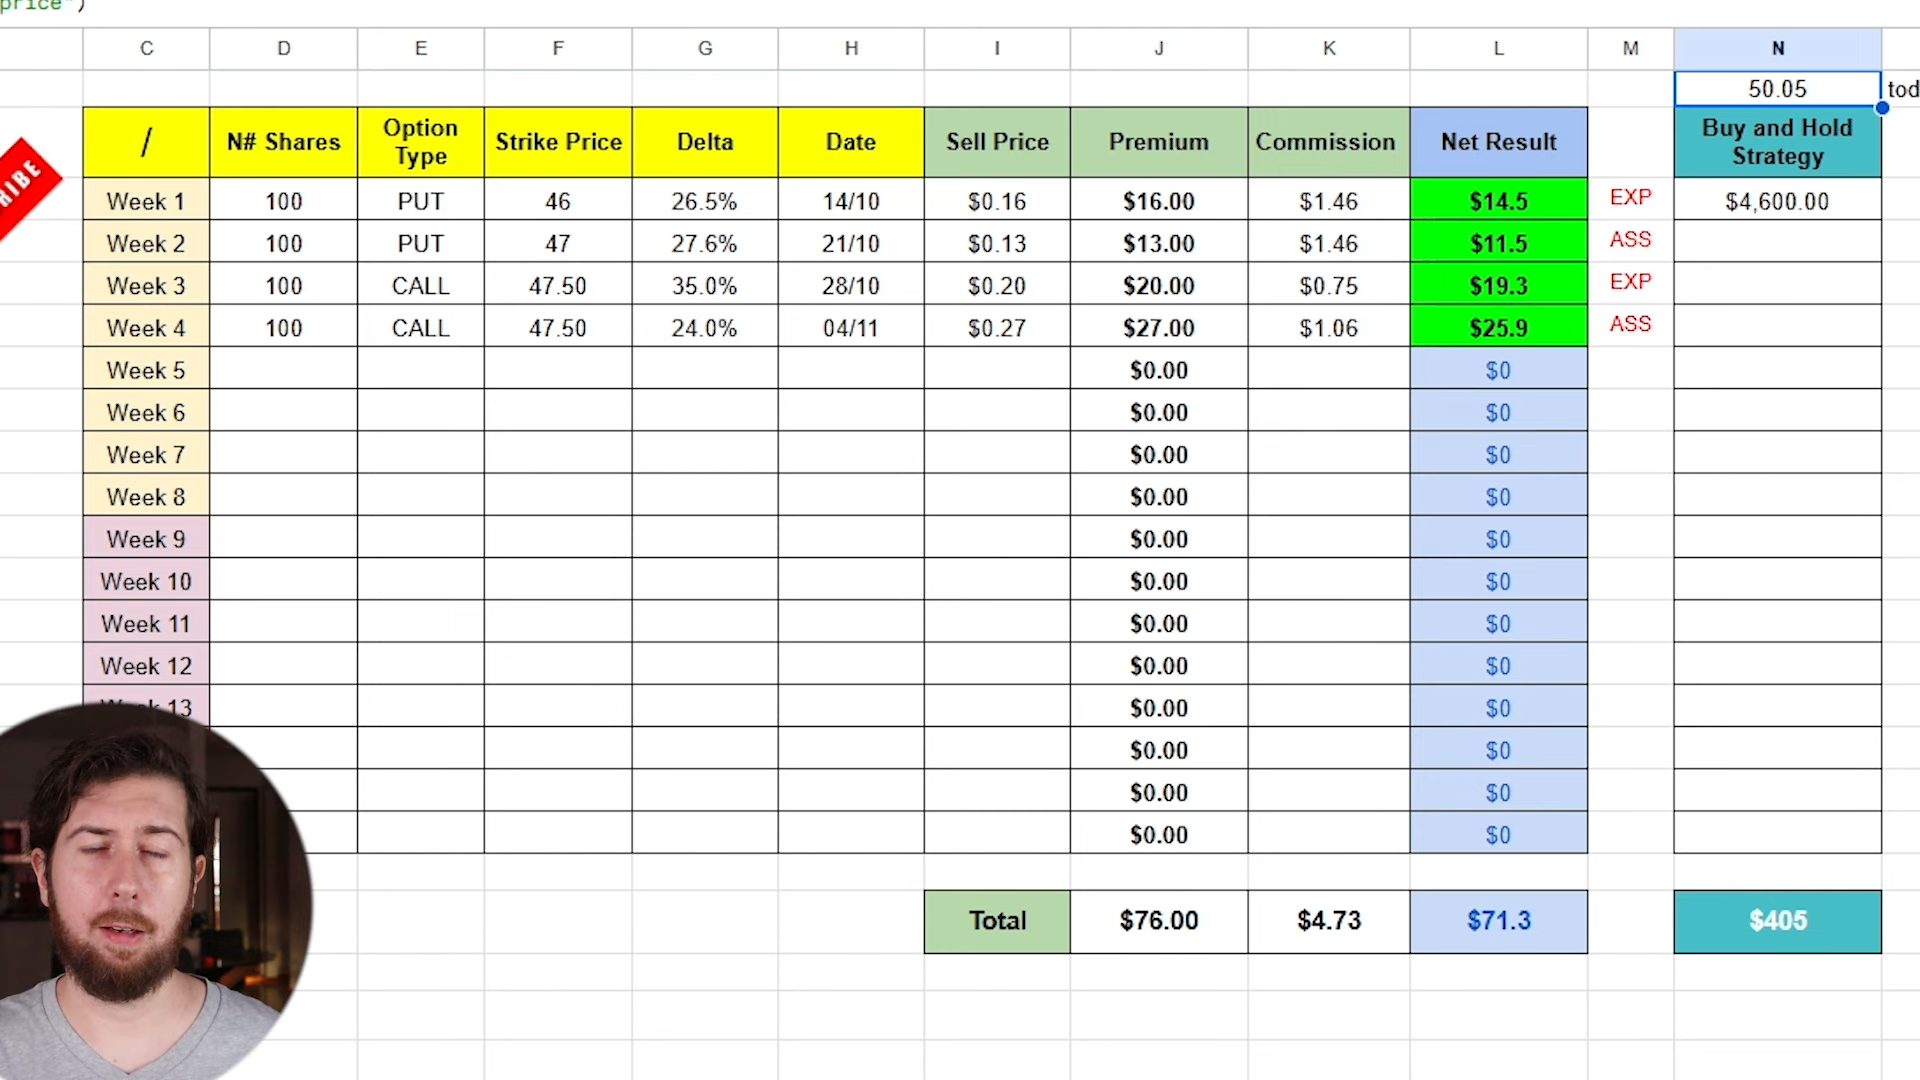 price")
C D E F G H I J K L M N
50.05 tod
/ N# Shares Option Type Strike Price Delta Date Sell Price Premium Commission Net Result Buy and Hold Strategy
Week 1 100 PUT 46 26.5% 14/10 $0.16 $16.00 $1.46 $14.5 EXP $4,600.00
Week 2 100 PUT 47 27.6% 21/10 $0.13 $13.00 $1.46 $11.5 ASS
Week 3 100 CALL 47.50 35.0% 28/10 $0.20 $20.00 $0.75 $19.3 EXP
Week 4 100 CALL 47.50 24.0% 04/11 $0.27 $27.00 $1.06 $25.9 ASS
Week 5 $0.00 $0
Week 6 $0.00 $0
Week 7 $0.00 $0
Week 8 $0.00 $0
Week 9 $0.00 $0
Week 10 $0.00 $0
Week 11 $0.00 $0
Week 12 $0.00 $0
Week 13 $0.00 $0
$0.00 $0
$0.00 $0
$0.00 $0
Total $76.00 $4.73 $71.3 $405
RIBE